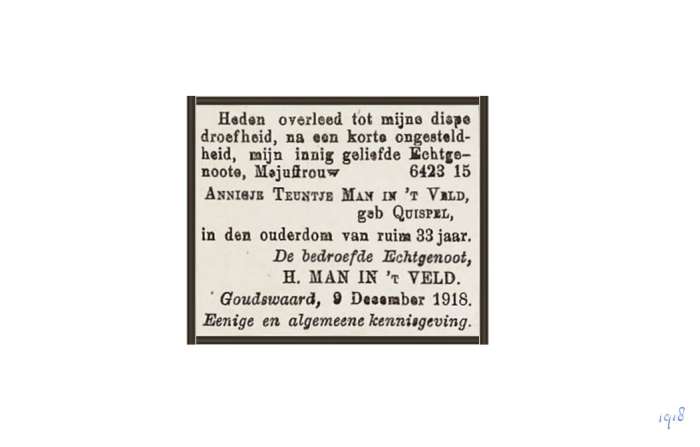 Heden overleed tot mijne diepe
droefheid, na een korte ongesteld-
heid, mijn innig geliefde Echtge-
noote, Mejuffrouw 6423 15
ANNIGJE TEUNTJE MAN IN 'T VELD,
geb QUISPEL,
in den ouderdom van ruim 33 jaar.
De bedroefde Echtgenoot,
H. MAN IN 'T VELD.
Goudswaard, 9 December 1918.
Eenige en algemeene kennisgeving.
1918